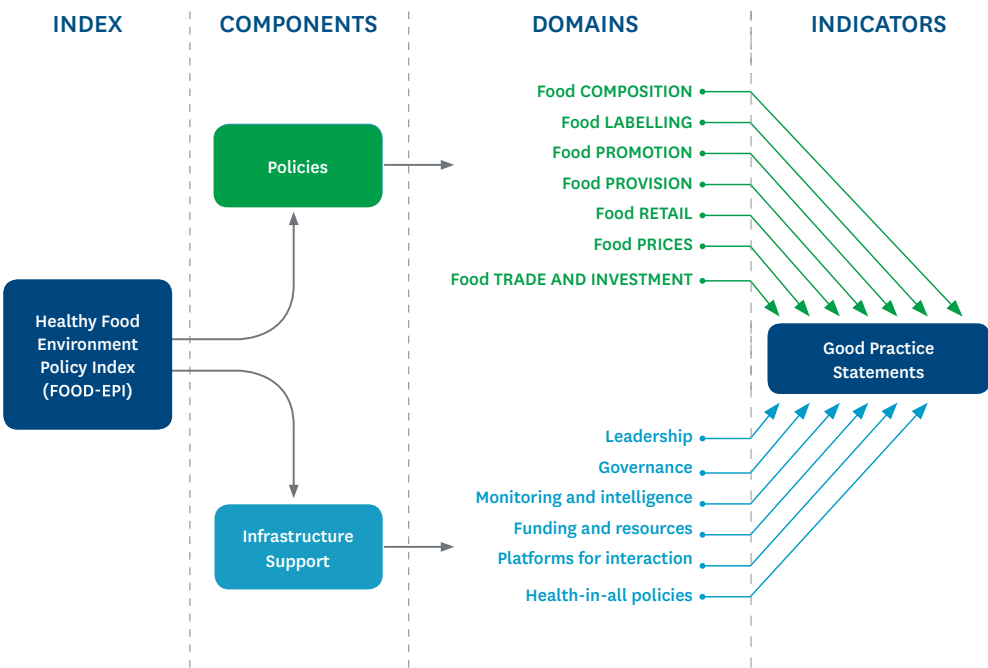 INDEX
COMPONENTS
DOMAINS
INDICATORS
Healthy Food
Environment
Policy Index
(FOOD-EPI)
Policies
Food COMPOSITION
Food LABELLING
Food PROMOTION
Food PROVISION
Food RETAIL
Food PRICES
Food TRADE AND INVESTMENT
Infrastructure
Support
Leadership
Governance
Monitoring and intelligence
Funding and resources
Platforms for interaction
Health-in-all policies
Good Practice
Statements